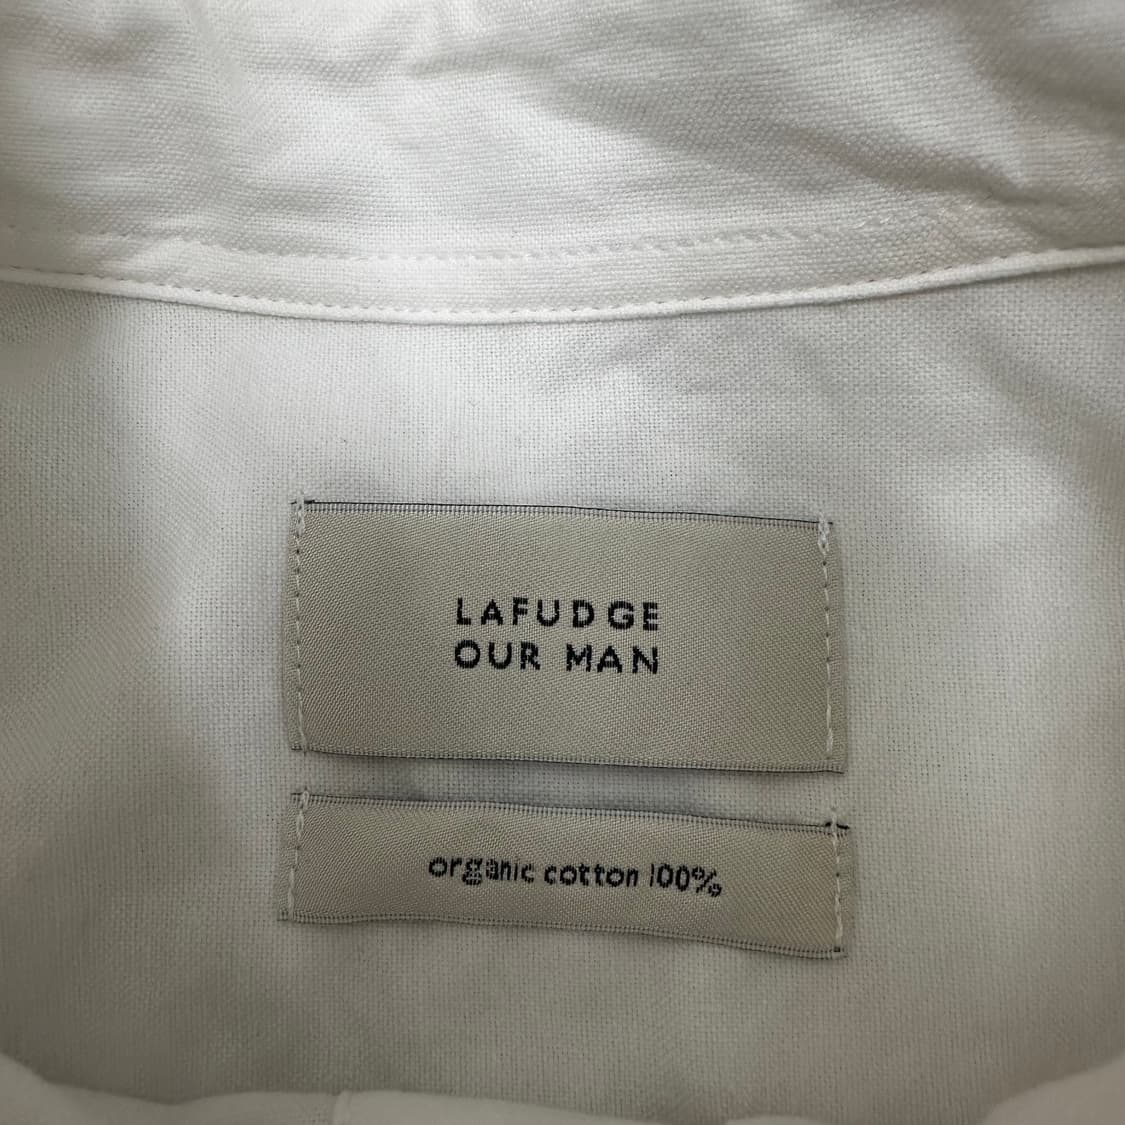 LAFUDGE
OUR MAN
organic cotton 100%